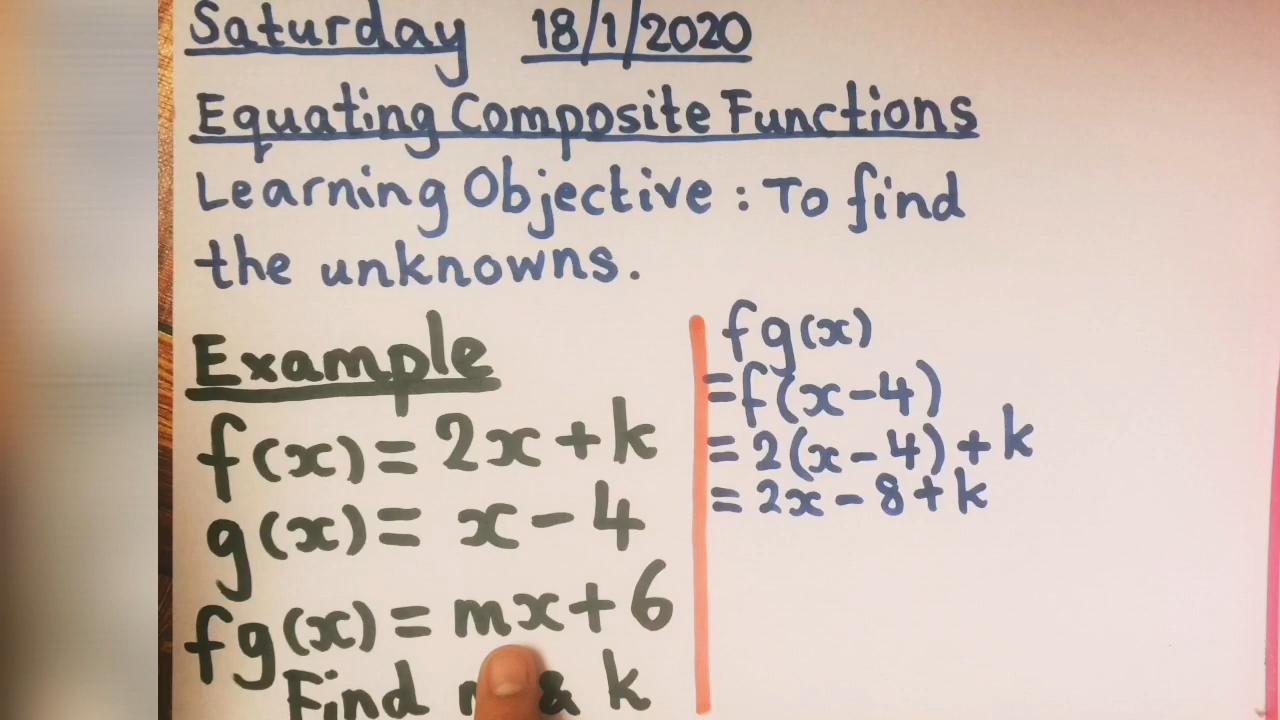 Saturday 18/1/2020
Equating Composite Functions
Learning Objective : To find
the unknowns.
Example
f(x) = 2x + k
g(x) = x - 4
fg(x) = mx + 6
Find & k
fg(x)
= f(x - 4)
= 2(x - 4) + k
= 2x - 8 + k